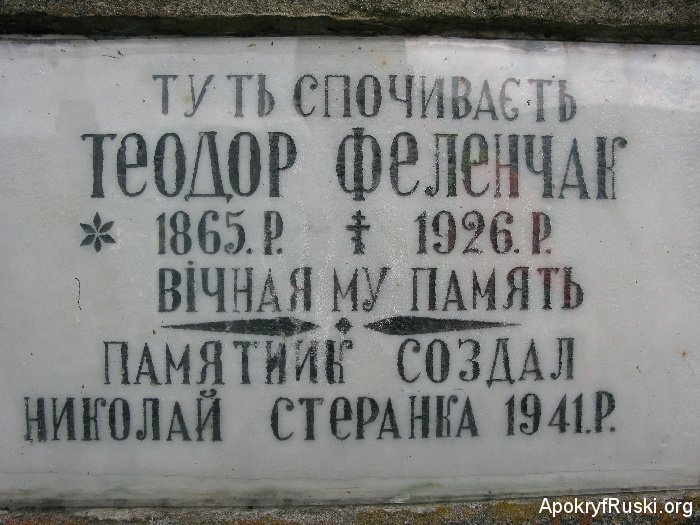 ТУТЬ СПОЧИВАЄТЬ
ТЕОДОР ФЕЛЕНЧАК
1865. Р. ☦ 1926. Р.
ВІЧНАЯ МУ ПАМЯТЬ
ПАМЯТНИК СОЗДАЛ
НИКОЛАЙ СТЕРАНКА 1941. Р.
ApokryfRuski.org